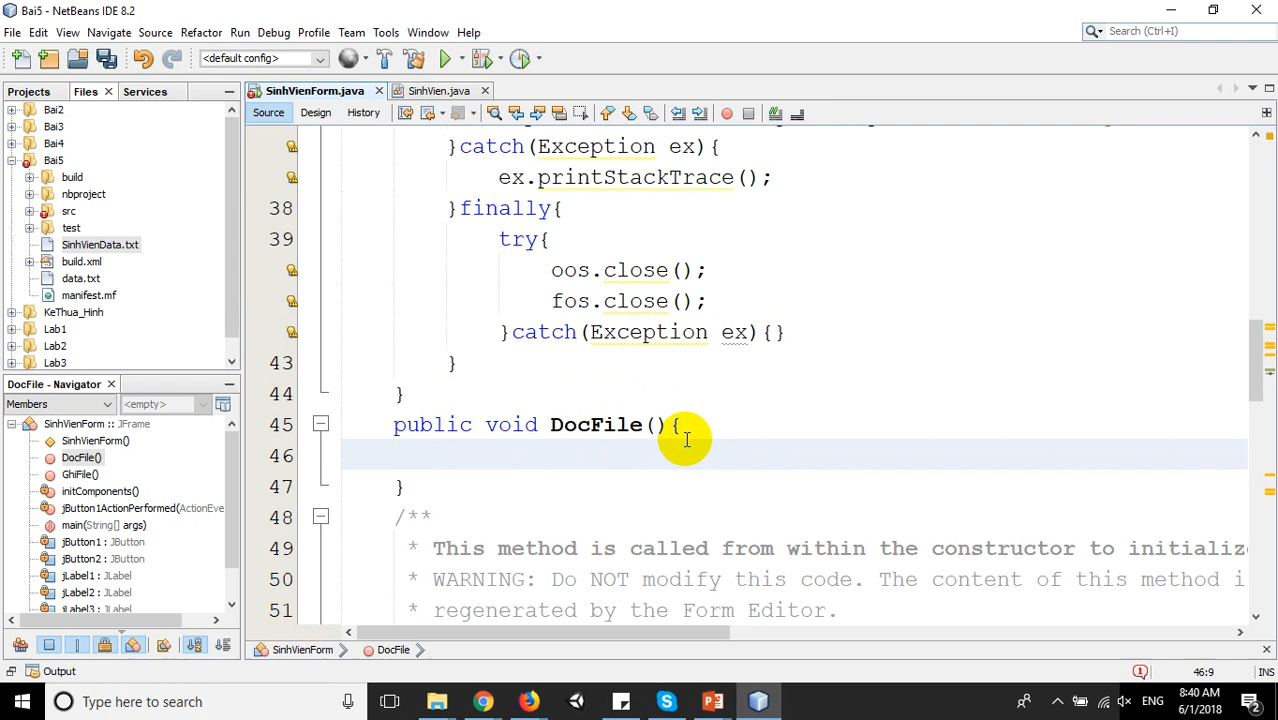 Bai5 - NetBeans IDE 8.2
File Edit View Navigate Source Refactor Run Debug Profile Team Tools Window Help
Search (Ctrl+I)
<default config>
Projects Files Services
SinhVienForm.java SinhVien.java
Source Design History
Bai2
Bai3
Bai4
Bai5
build
nbproject
src
test
SinhVienData.txt
build.xml
data.txt
manifest.mf
KeThua_Hinh
Lab1
Lab2
Lab3
DocFile - Navigator
Members <empty>
SinhVienForm :: JFrame
SinhVienForm()
DocFile()
GhiFile()
initComponents()
jButton1ActionPerformed(ActionEve
main(String[] args)
jButton1 : JButton
jButton2 : JButton
jLabel1 : JLabel
jLabel2 : JLabel
jLabel3 : JLabel
}catch(Exception ex){
ex.printStackTrace();
38 }finally{
39 try{
oos.close();
fos.close();
}catch(Exception ex){}
43 }
44 }
45 public void DocFile(){
46
47 }
48 /**
49 * This method is called from within the constructor to initialize
50 * WARNING: Do NOT modify this code. The content of this method i
51 * regenerated by the Form Editor.
SinhVienForm DocFile
Output
1 46:9 INS
Type here to search
ENG
8:40 AM
6/1/2018
2